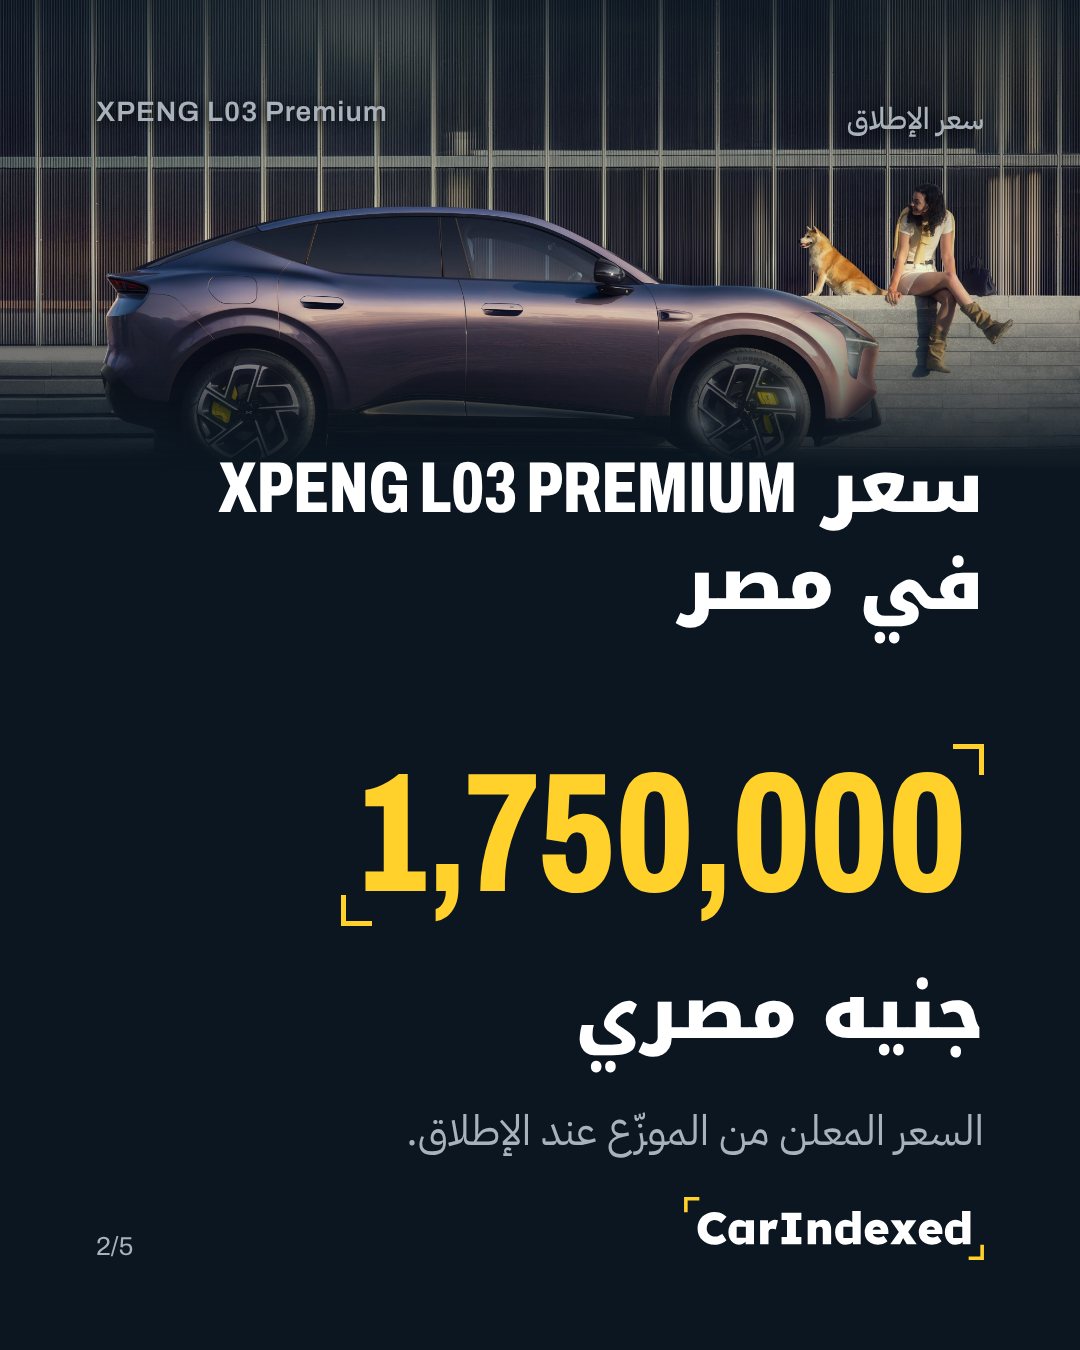 سعر الإطلاق
XPENG L03 Premium
سعر XPENG L03 PREMIUM
في مصر
1,750,000
جنيه مصري
السعر المعلن من الموزّع عند الإطلاق.
CarIndexed
2/5